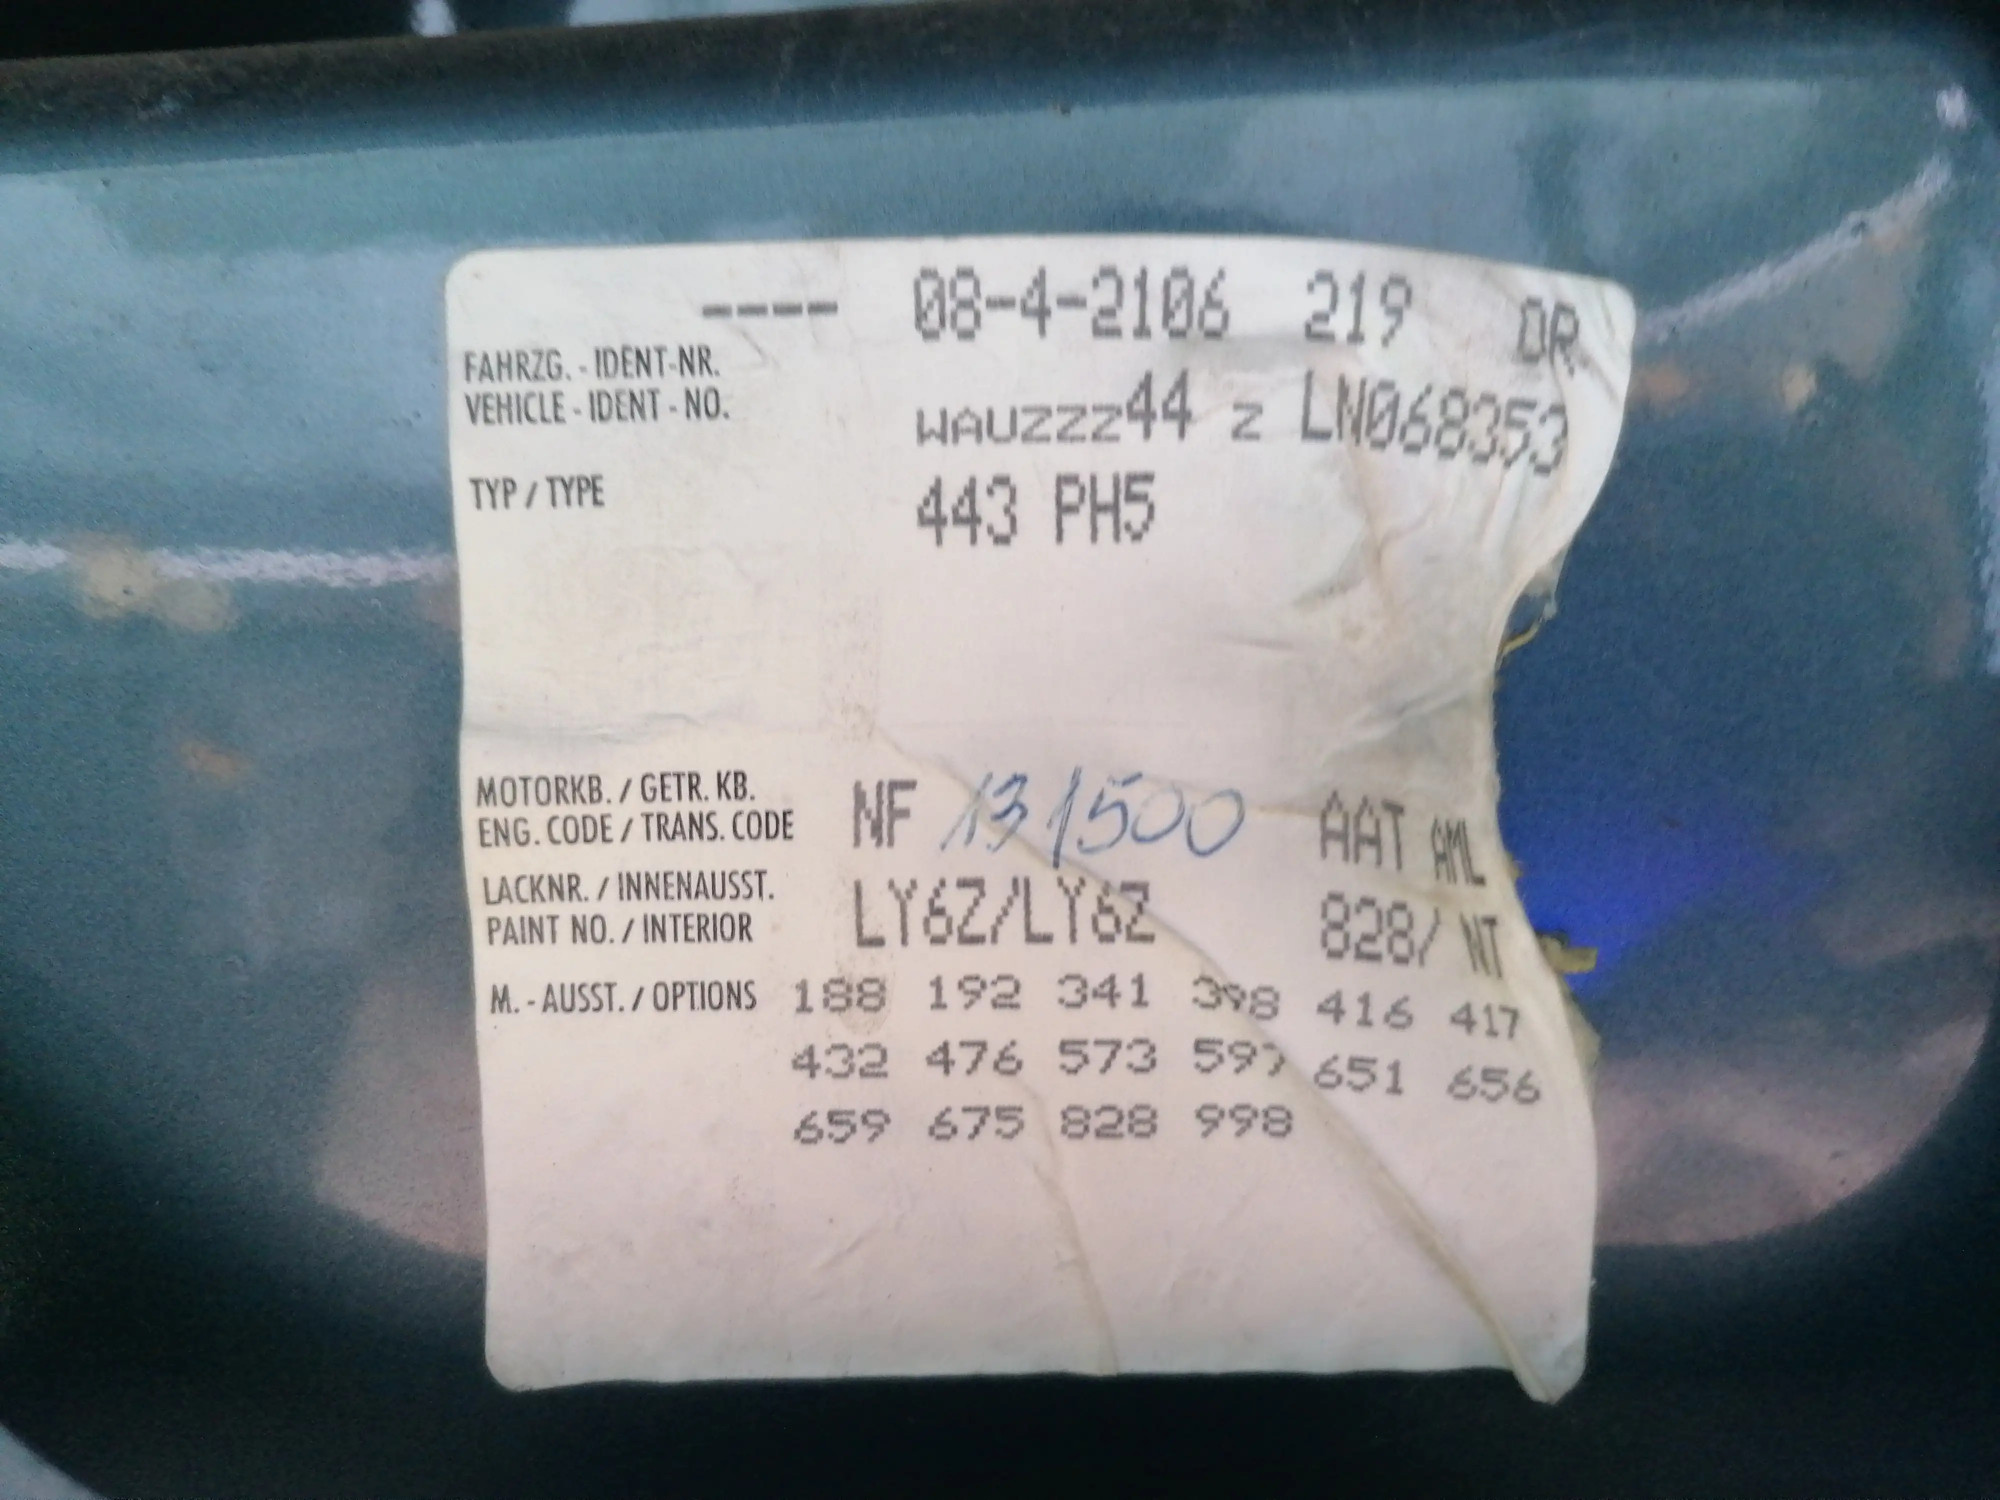 ---- 08-4-2106 219 DR.
FAHRZG. - IDENT-NR.
VEHICLE - IDENT - NO. WAUZZZ44 Z LN068353
TYP / TYPE 443 PH5
MOTORKB. / GETR. KB.
ENG. CODE / TRANS. CODE NF 131500 AAT AML
LACKNR. / INNENAUSST.
PAINT NO. / INTERIOR LY6Z/LY6Z 828/ NT
M. - AUSST. / OPTIONS 188 192 341 398 416 417
432 476 573 597 651 656
659 675 828 998